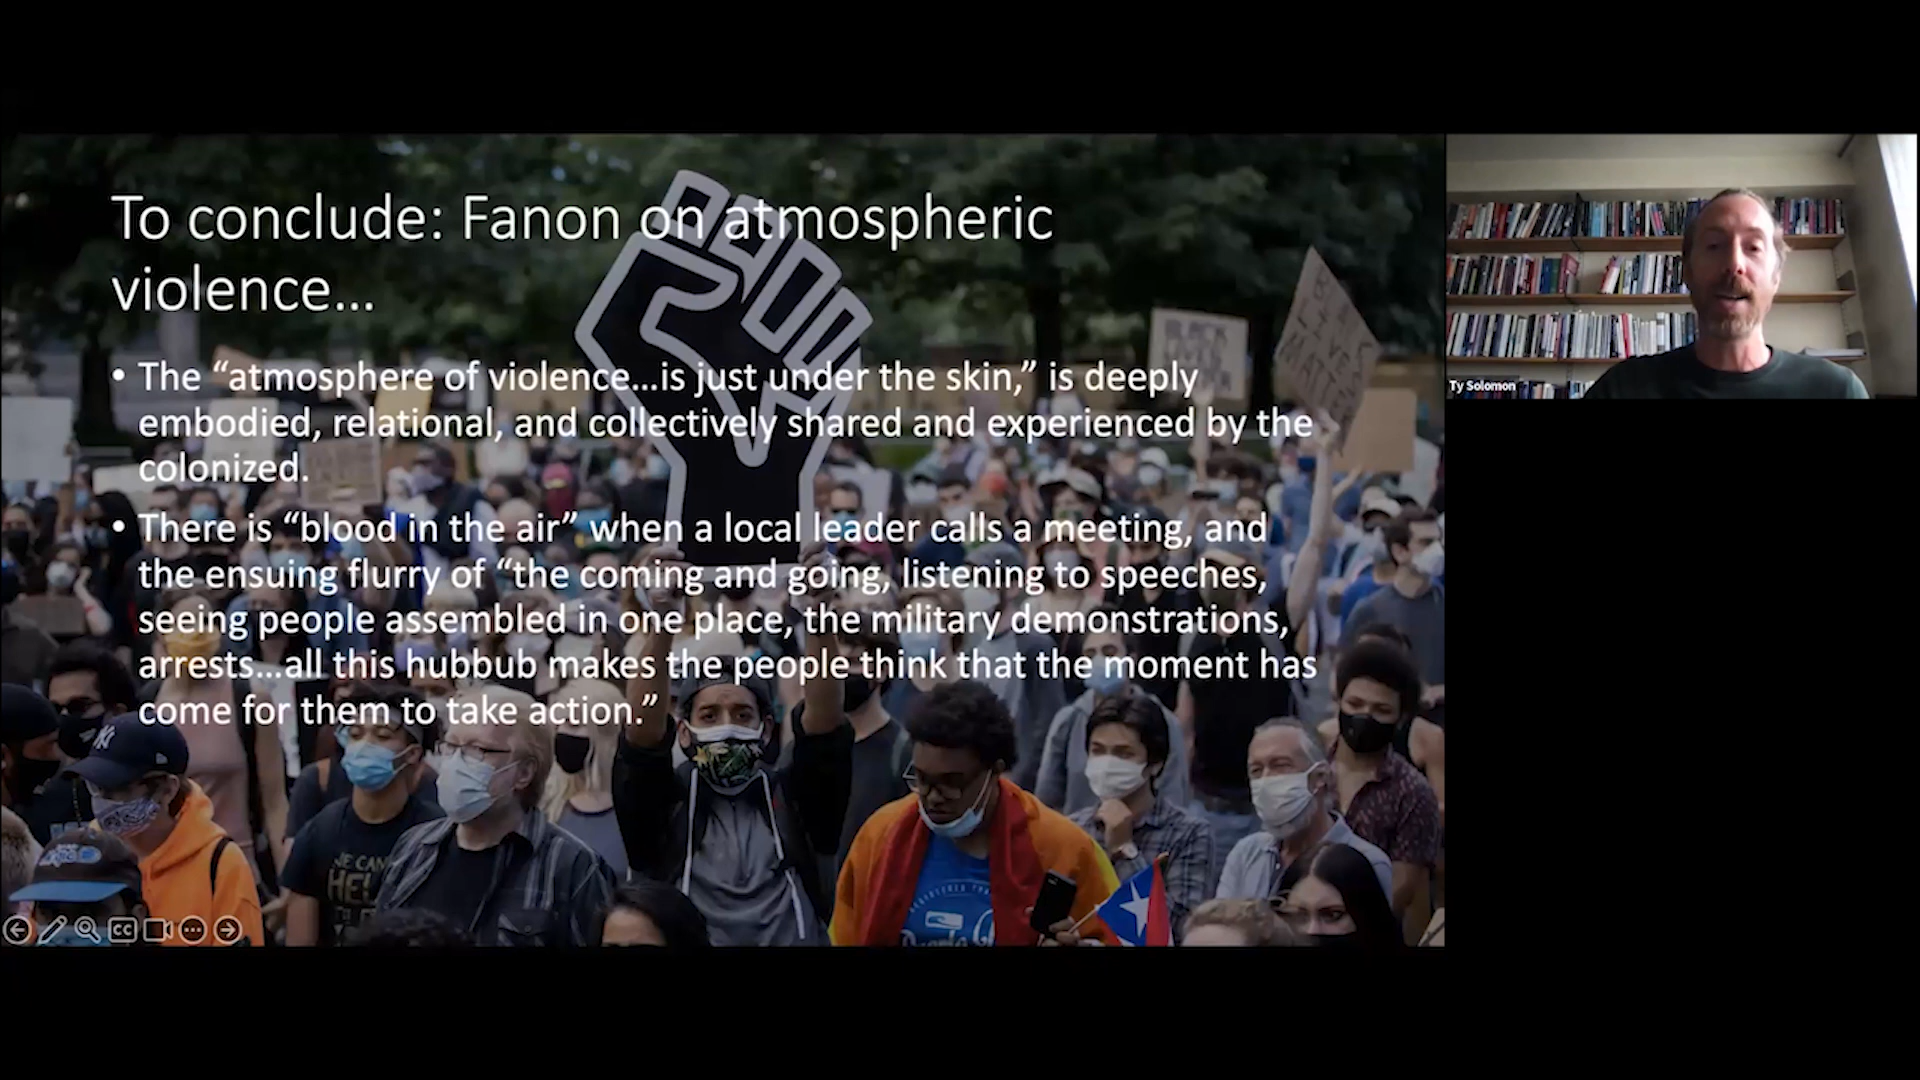 To conclude: Fanon on atmospheric
violence...
• The “atmosphere of violence...is just under the skin,” is deeply
embodied, relational, and collectively shared and experienced by the
colonized.
• There is “blood in the air” when a local leader calls a meeting, and
the ensuing flurry of “the coming and going, listening to speeches,
seeing people assembled in one place, the military demonstrations,
arrests...all this hubbub makes the people think that the moment has
come for them to take action.”
Ty Solomon
BLACK
CC